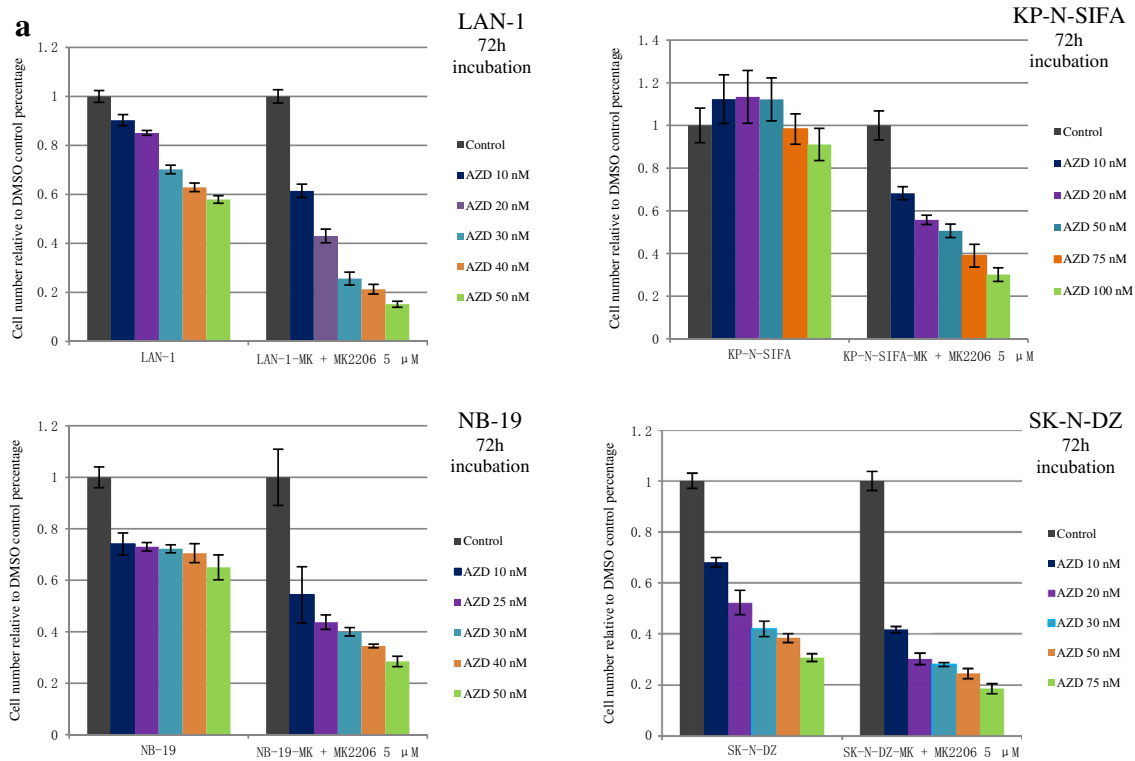 a
LAN-1
72h
incubation
Cell number relative to DMSO control percentage
1.2
1
0.8
0.6
0.4
0.2
0
LAN-1
LAN-1-MK + MK2206 5 μM
Control
AZD 10 nM
AZD 20 nM
AZD 30 nM
AZD 40 nM
AZD 50 nM
KP-N-SIFA
72h
incubation
Cell number relative to DMSO control percentage
1.4
1.2
1
0.8
0.6
0.4
0.2
0
KP-N-SIFA
KP-N-SIFA-MK + MK2206 5 μM
Control
AZD 10 nM
AZD 20 nM
AZD 50 nM
AZD 75 nM
AZD 100 nM
NB-19
72h
incubation
Cell number relative to DMSO control percentage
1.2
1
0.8
0.6
0.4
0.2
0
NB-19
NB-19-MK + MK2206 5 μM
Control
AZD 10 nM
AZD 25 nM
AZD 30 nM
AZD 40 nM
AZD 50 nM
SK-N-DZ
72h
incubation
Cell number relative to DMSO control percentage
1.2
1
0.8
0.6
0.4
0.2
0
SK-N-DZ
SK-N-DZ-MK + MK2206 5 μM
Control
AZD 10 nM
AZD 20 nM
AZD 30 nM
AZD 50 nM
AZD 75 nM